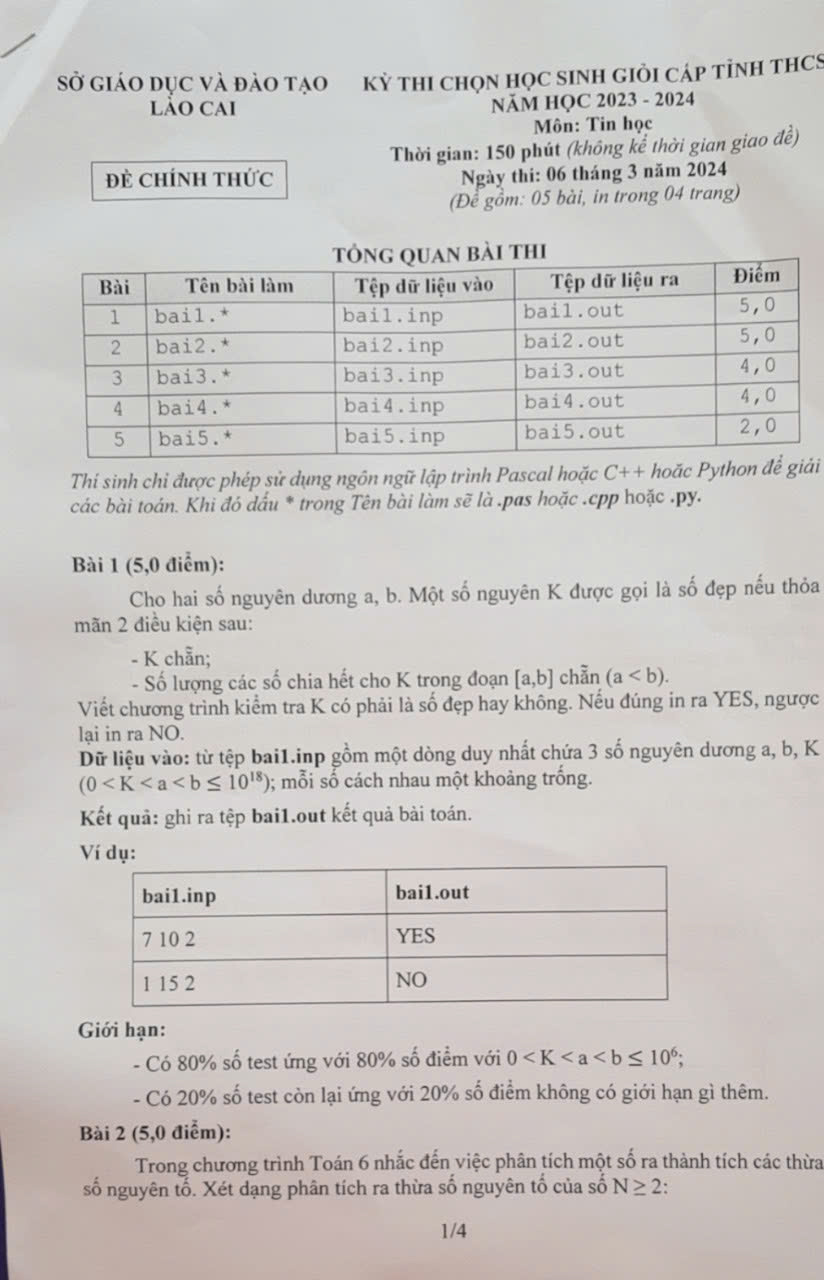 SỞ GIÁO DỤC VÀ ĐÀO TẠO
LÀO CAI
KỲ THI CHỌN HỌC SINH GIỎI CẤP TỈNH THCS
NĂM HỌC 2023 - 2024
Môn: Tin học
Thời gian: 150 phút (không kể thời gian giao đề)
Ngày thi: 06 tháng 3 năm 2024
(Đề gồm: 05 bài, in trong 04 trang)
ĐỀ CHÍNH THỨC
TỔNG QUAN BÀI THI
Bài Tên bài làm Tệp dữ liệu vào Tệp dữ liệu ra Điểm
1 bai1.* bai1.inp bai1.out 5,0
2 bai2.* bai2.inp bai2.out 5,0
3 bai3.* bai3.inp bai3.out 4,0
4 bai4.* bai4.inp bai4.out 4,0
5 bai5.* bai5.inp bai5.out 2,0
Thí sinh chỉ được phép sử dụng ngôn ngữ lập trình Pascal hoặc C++ hoăc Python để giải
các bài toán. Khi đó dấu * trong Tên bài làm sẽ là .pas hoặc .cpp hoặc .py.
Bài 1 (5,0 điểm):
Cho hai số nguyên dương a, b. Một số nguyên K được gọi là số đẹp nếu thỏa
mãn 2 điều kiện sau:
- K chẵn;
- Số lượng các số chia hết cho K trong đoạn [a,b] chẵn (a < b).
Viết chương trình kiểm tra K có phải là số đẹp hay không. Nếu đúng in ra YES, ngược
lại in ra NO.
Dữ liệu vào: từ tệp bai1.inp gồm một dòng duy nhất chứa 3 số nguyên dương a, b, K
(0 < K < a < b ≤ 10¹⁸); mỗi số cách nhau một khoảng trống.
Kết quả: ghi ra tệp bai1.out kết quả bài toán.
Ví dụ:
bai1.inp bai1.out
7 10 2 YES
1 15 2 NO
Giới hạn:
- Có 80% số test ứng với 80% số điểm với 0 < K < a < b ≤ 10⁶;
- Có 20% số test còn lại ứng với 20% số điểm không có giới hạn gì thêm.
Bài 2 (5,0 điểm):
Trong chương trình Toán 6 nhắc đến việc phân tích một số ra thành tích các thừa
số nguyên tố. Xét dạng phân tích ra thừa số nguyên tố của số N ≥ 2:
1/4